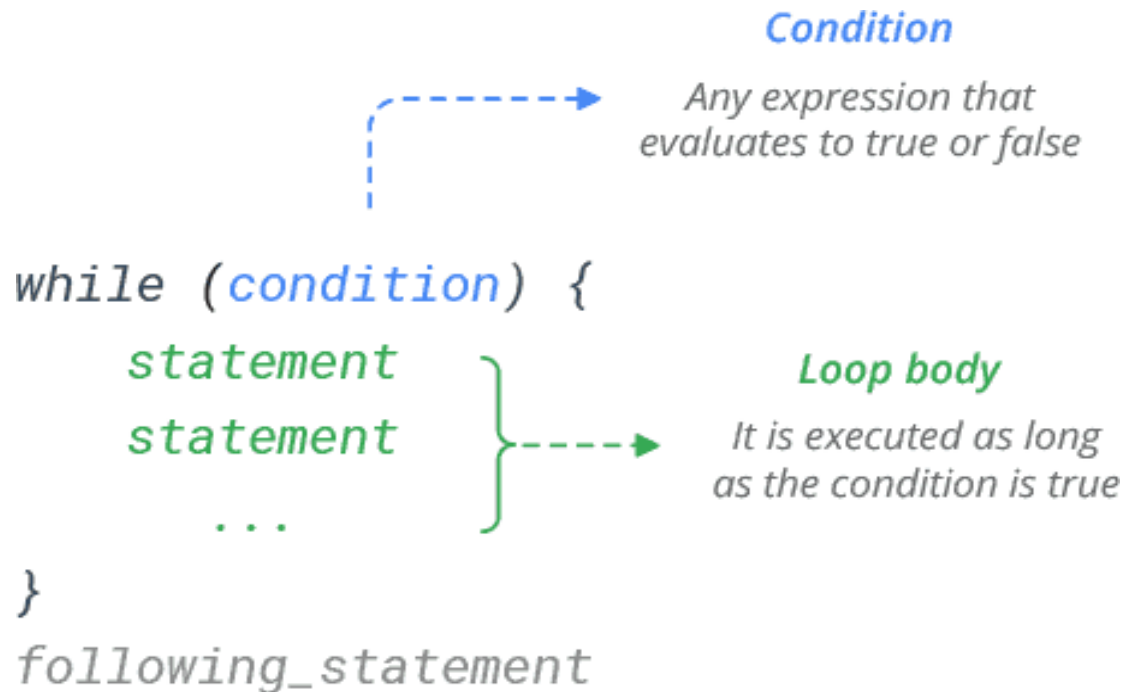 Condition
Any expression that
evaluates to true or false
while (condition) {
statement
statement
...
}
Loop body
It is executed as long
as the condition is true
following_statement